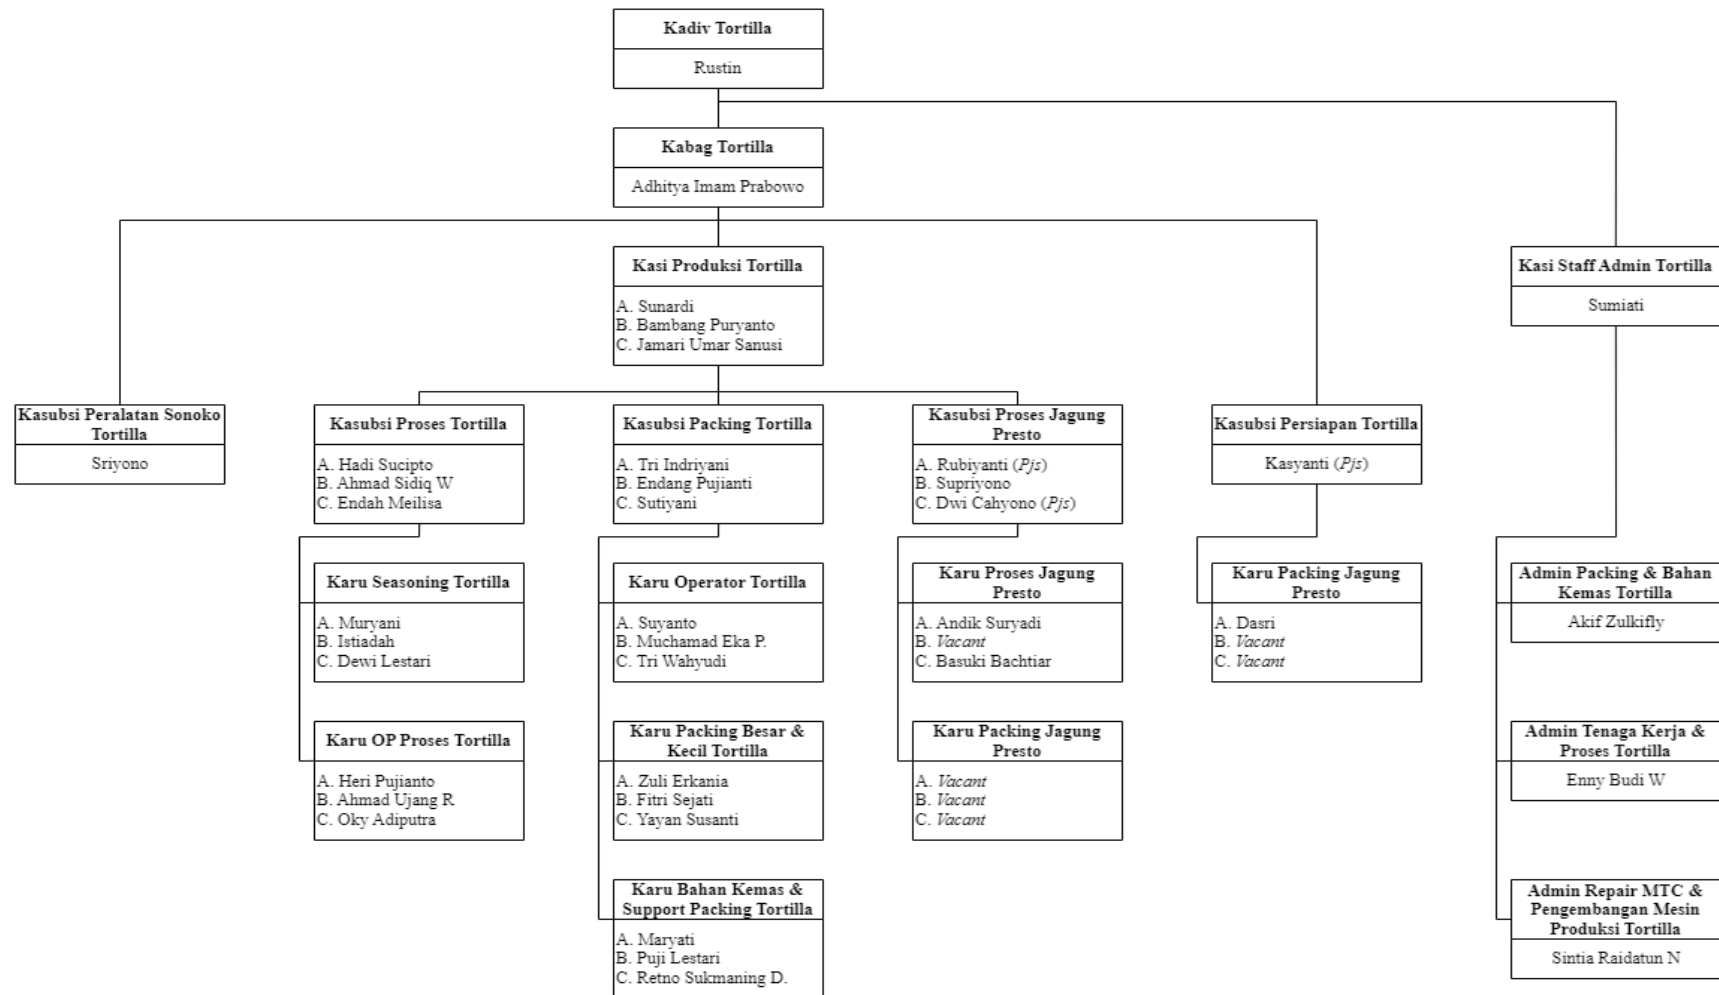 Kadiv Tortilla
Rustin
Kabag Tortilla
Adhitya Imam Prabowo
Kasi Produksi Tortilla
A. Sunardi
B. Bambang Puryanto
C. Jamari Umar Sanusi
Kasi Staff Admin Tortilla
Sumiati
Kasubsi Peralatan Sonoko
Tortilla
Sriyono
Kasubsi Proses Tortilla
A. Hadi Sucipto
B. Ahmad Sidiq W
C. Endah Meilisa
Kasubsi Packing Tortilla
A. Tri Indriyani
B. Endang Pujianti
C. Sutiyani
Kasubsi Proses Jagung
Presto
A. Rubiyanti (Pjs)
B. Supriyono
C. Dwi Cahyono (Pjs)
Kasubsi Persiapan Tortilla
Kasyanti (Pjs)
Karu Seasoning Tortilla
A. Muryani
B. Istiadah
C. Dewi Lestari
Karu Operator Tortilla
A. Suyanto
B. Muchamad Eka P.
C. Tri Wahyudi
Karu Proses Jagung
Presto
A. Andik Suryadi
B. Vacant
C. Basuki Bachtiar
Karu Packing Jagung
Presto
A. Dasri
B. Vacant
C. Vacant
Admin Packing & Bahan
Kemas Tortilla
Akif Zulkifly
Karu OP Proses Tortilla
A. Heri Pujianto
B. Ahmad Ujang R
C. Oky Adiputra
Karu Packing Besar &
Kecil Tortilla
A. Zuli Erkania
B. Fitri Sejati
C. Yayan Susanti
Karu Packing Jagung
Presto
A. Vacant
B. Vacant
C. Vacant
Admin Tenaga Kerja &
Proses Tortilla
Enny Budi W
Karu Bahan Kemas &
Support Packing Tortilla
A. Maryati
B. Puji Lestari
C. Retno Sukmaning D.
Admin Repair MTC &
Pengembangan Mesin
Produksi Tortilla
Sintia Raidatun N